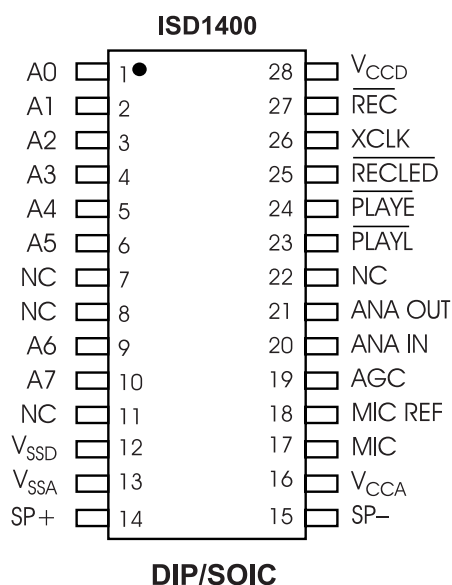 ISD1400
A0 1 28 VCCD
A1 2 27 REC
A2 3 26 XCLK
A3 4 25 RECLED
A4 5 24 PLAYE
A5 6 23 PLAYL
NC 7 22 NC
NC 8 21 ANA OUT
A6 9 20 ANA IN
A7 10 19 AGC
NC 11 18 MIC REF
VSSD 12 17 MIC
VSSA 13 16 VCCA
SP+ 14 15 SP–
DIP/SOIC